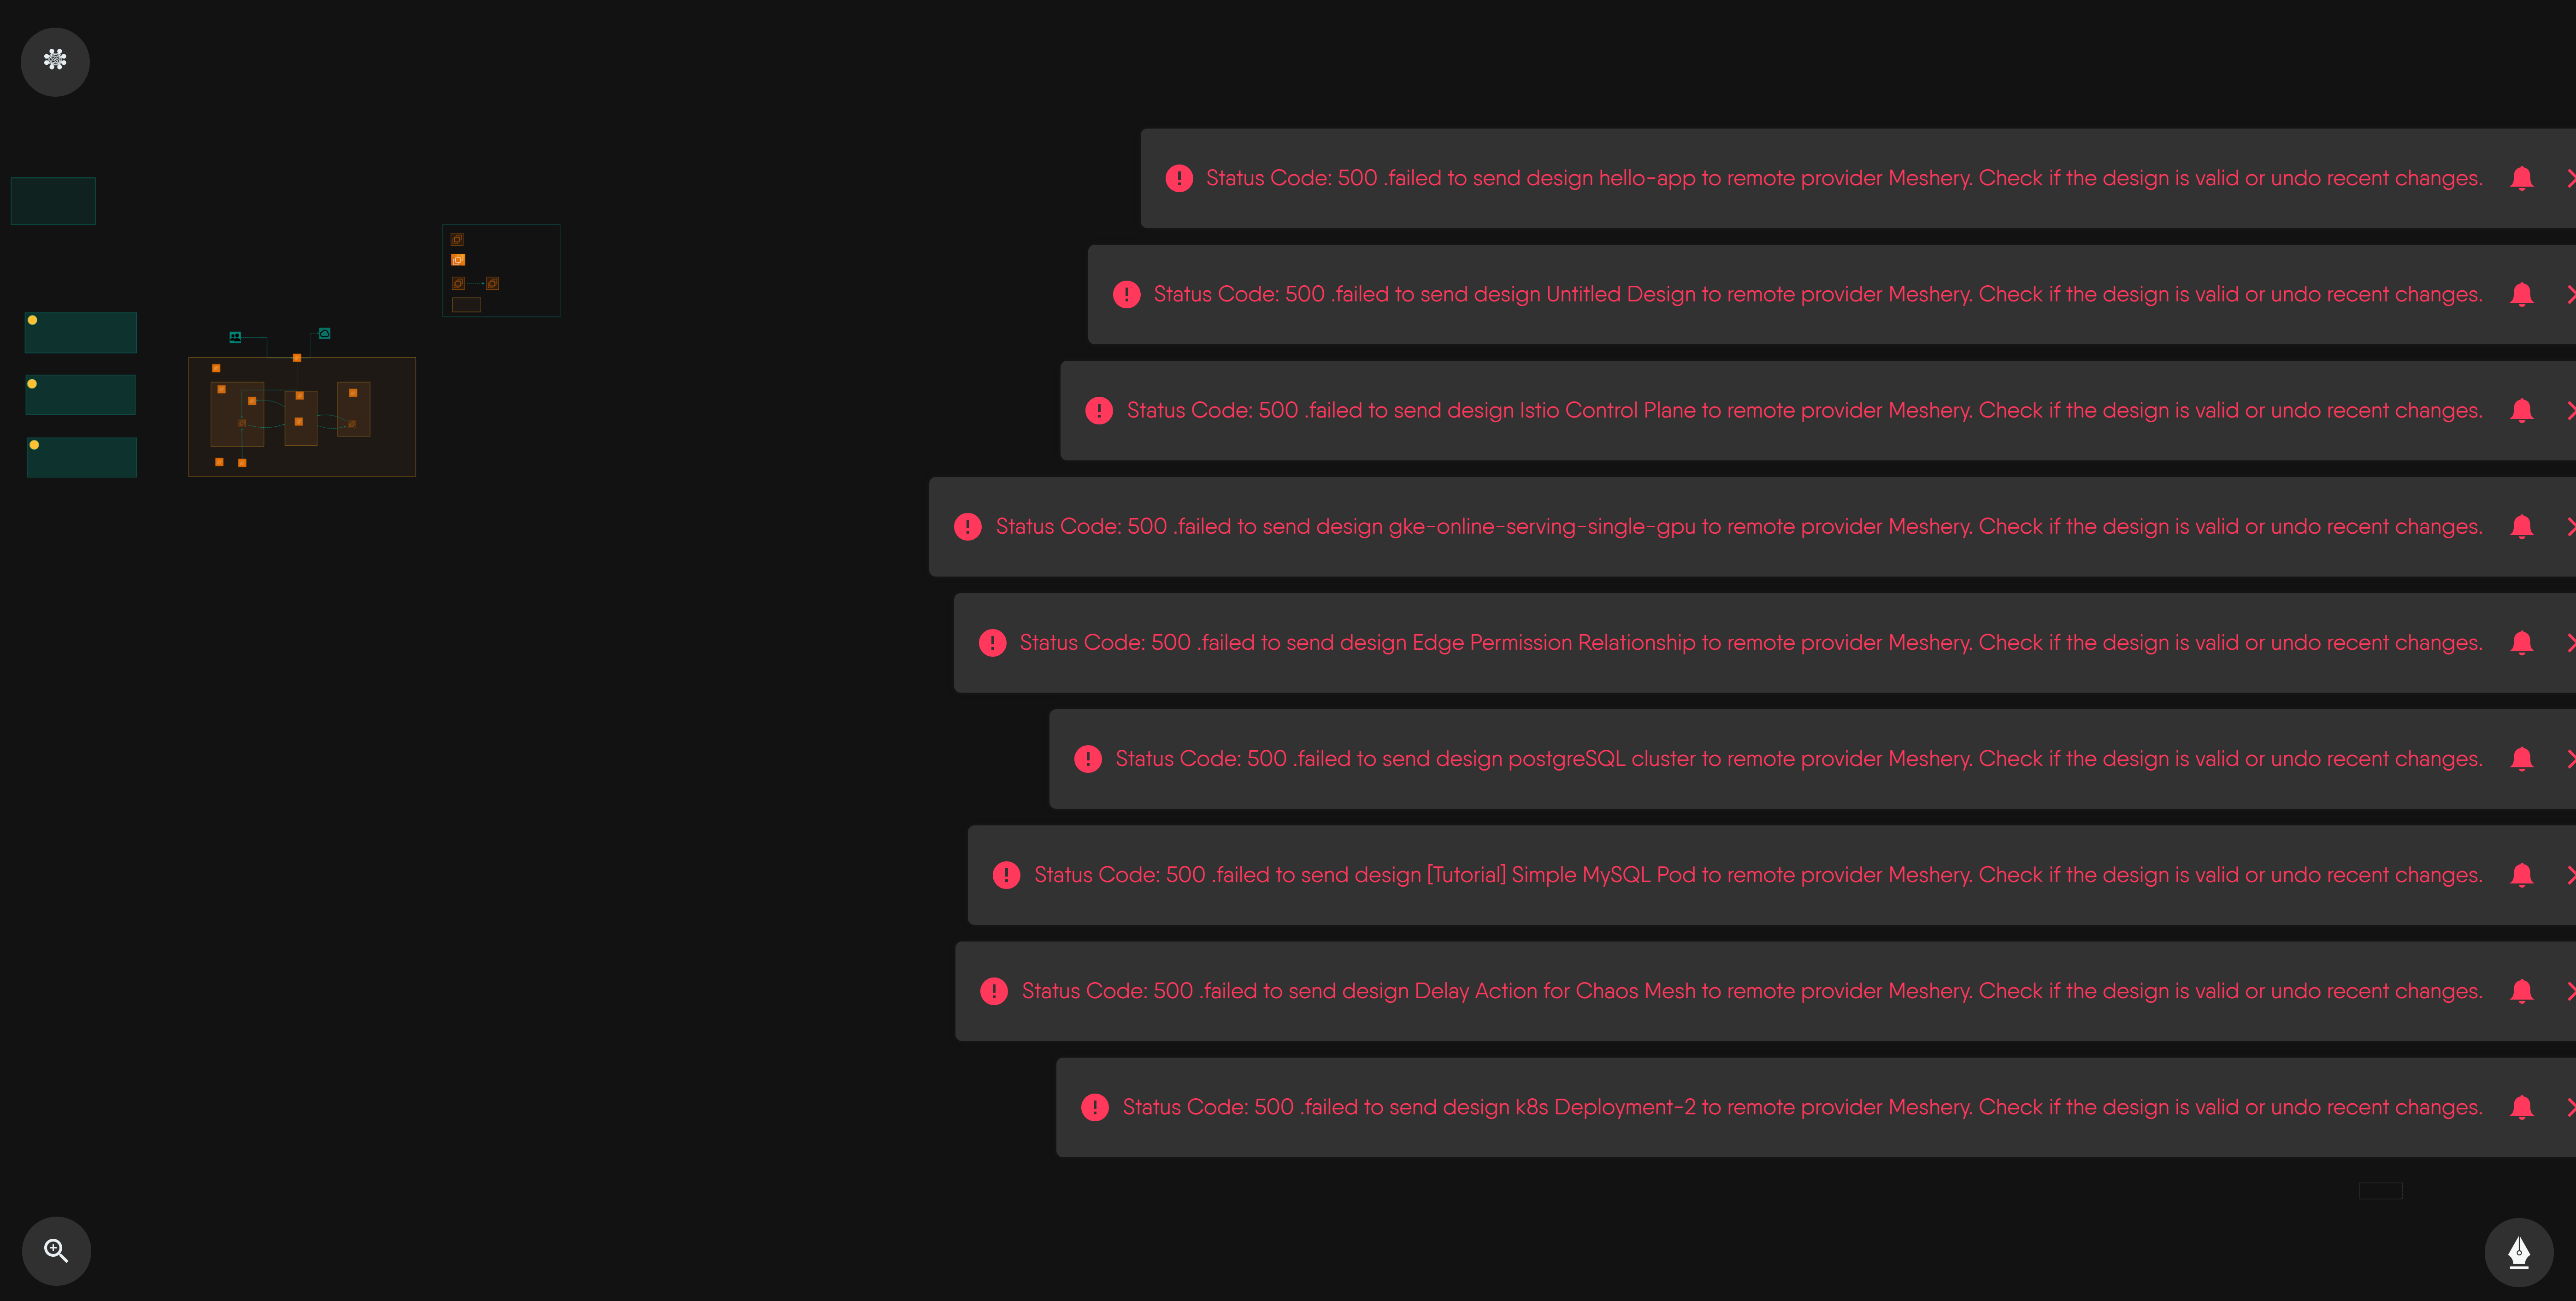 Status Code: 500 .failed to send design hello-app to remote provider Meshery. Check if the design is valid or undo recent changes.
Status Code: 500 .failed to send design Untitled Design to remote provider Meshery. Check if the design is valid or undo recent changes.
Status Code: 500 .failed to send design Istio Control Plane to remote provider Meshery. Check if the design is valid or undo recent changes.
Status Code: 500 .failed to send design gke-online-serving-single-gpu to remote provider Meshery. Check if the design is valid or undo recent changes.
Status Code: 500 .failed to send design Edge Permission Relationship to remote provider Meshery. Check if the design is valid or undo recent changes.
Status Code: 500 .failed to send design postgreSQL cluster to remote provider Meshery. Check if the design is valid or undo recent changes.
Status Code: 500 .failed to send design [Tutorial] Simple MySQL Pod to remote provider Meshery. Check if the design is valid or undo recent changes.
Status Code: 500 .failed to send design Delay Action for Chaos Mesh to remote provider Meshery. Check if the design is valid or undo recent changes.
Status Code: 500 .failed to send design k8s Deployment-2 to remote provider Meshery. Check if the design is valid or undo recent changes.